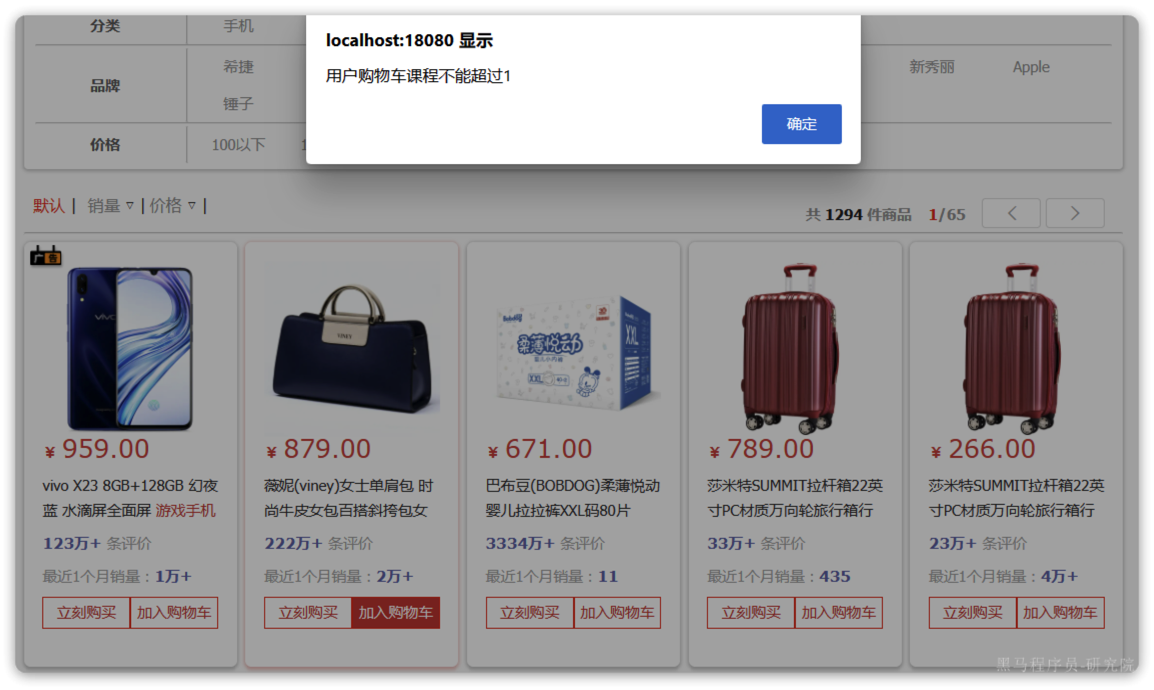 分类
手机
localhost:18080 显示
用户购物车课程不能超过1
确定
品牌
希捷
新秀丽
Apple
锤子
价格
100以下
默认 | 销量 ▿ | 价格 ▿ |
共 1294 件商品 1/65
广告
vivo
VINEY
柔薄悦动
XXL
¥ 959.00
¥ 879.00
¥ 671.00
¥ 789.00
¥ 266.00
vivo X23 8GB+128GB 幻夜
蓝 水滴屏全面屏 游戏手机
123万+ 条评价
最近1个月销量：1万+
立刻购买 加入购物车
薇妮(viney)女士单肩包 时
尚牛皮女包百搭斜挎包女
222万+ 条评价
最近1个月销量：2万+
立刻购买 加入购物车
巴布豆(BOBDOG)柔薄悦动
婴儿拉拉裤XXL码80片
3334万+ 条评价
最近1个月销量：11
立刻购买 加入购物车
莎米特SUMMIT拉杆箱22英
寸PC材质万向轮旅行箱行
33万+ 条评价
最近1个月销量：435
立刻购买 加入购物车
莎米特SUMMIT拉杆箱22英
寸PC材质万向轮旅行箱行
23万+ 条评价
最近1个月销量：4万+
立刻购买 加入购物车
黑马程序员-研究院